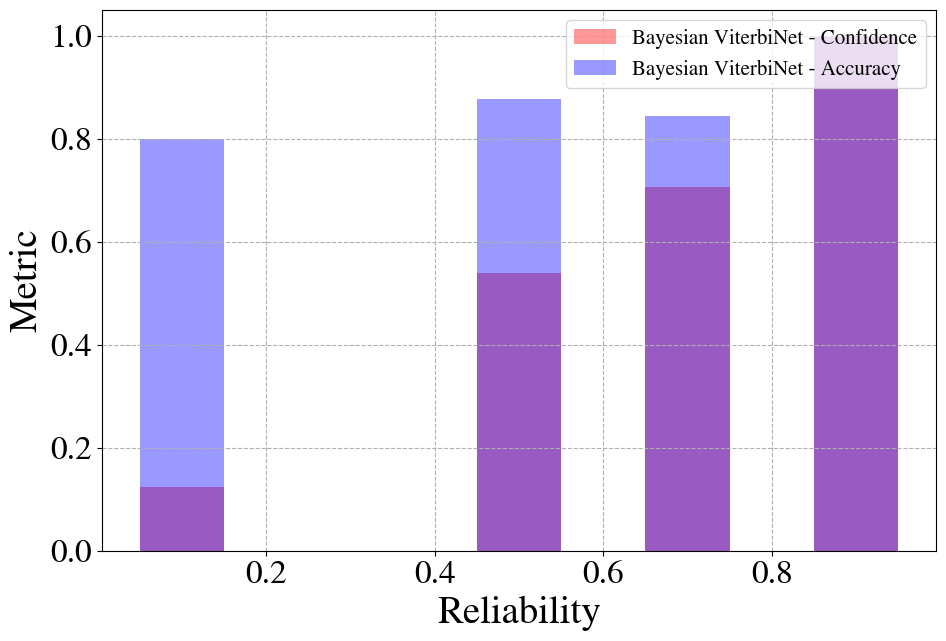 Bayesian ViterbiNet - Confidence
Bayesian ViterbiNet - Accuracy
1.0
0.8
0.6
0.4
0.2
0.0
Metric
0.2 0.4 0.6 0.8
Reliability